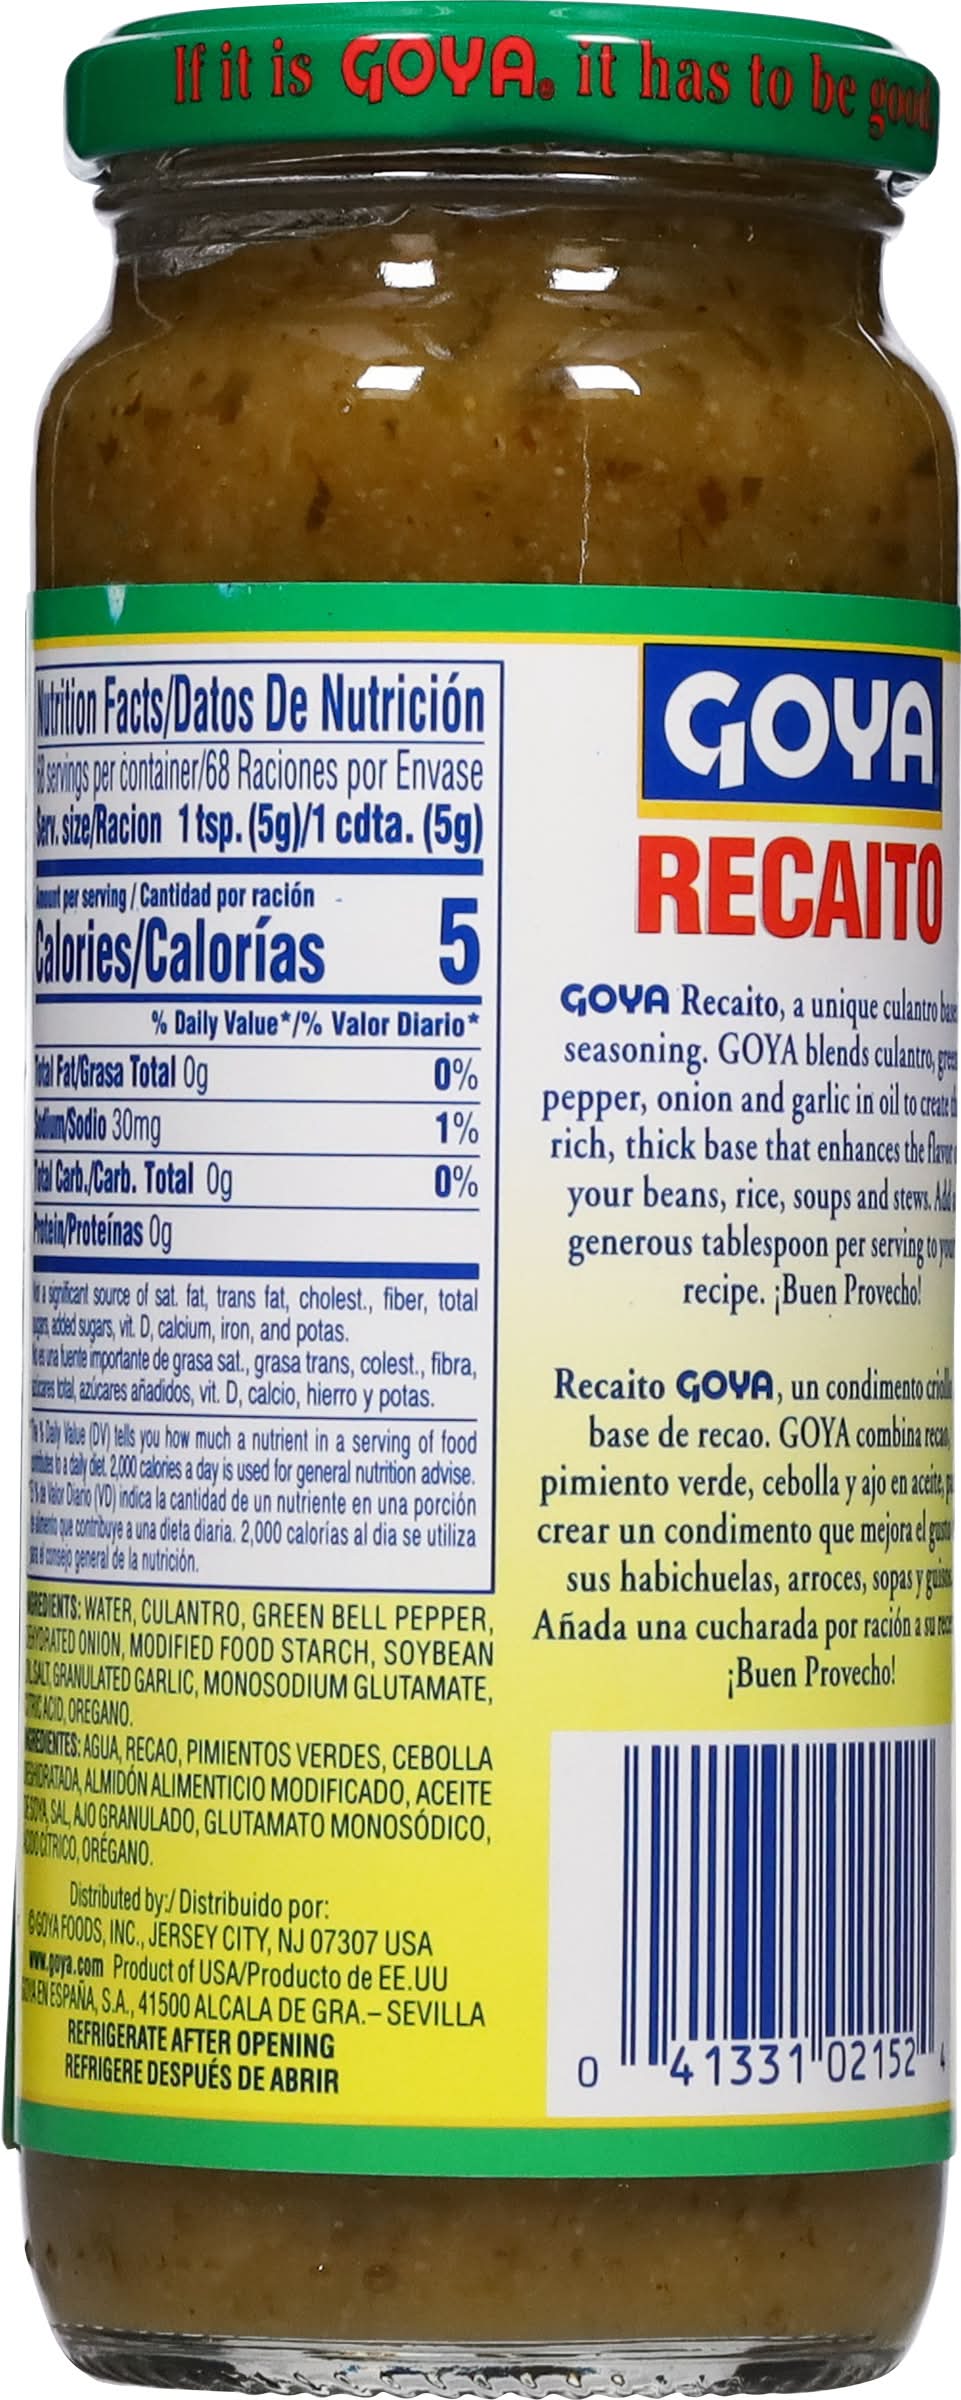 If it is GOYA® it has to be good
Nutrition Facts/Datos De Nutrición
68 servings per container/68 Raciones por Envase
Serv. size/Racion 1 tsp. (5g)/1 cdta. (5g)
Amount per serving / Cantidad por ración
Calories/Calorías 5
% Daily Value*/% Valor Diario*
Total Fat/Grasa Total 0g 0%
Sodium/Sodio 30mg 1%
Total Carb./Carb. Total 0g 0%
Protein/Proteínas 0g
Not a significant source of sat. fat, trans fat, cholest., fiber, total
sugars, added sugars, vit. D, calcium, iron, and potas.
No es una fuente importante de grasa sat., grasa trans, colest., fibra,
azúcares total, azúcares añadidos, vit. D, calcio, hierro y potas.
*The % Daily Value (DV) tells you how much a nutrient in a serving of food
contributes to a daily diet. 2,000 calories a day is used for general nutrition advise.
*El % de Valor Diario (VD) indica la cantidad de un nutriente en una porción
de alimento que contribuye a una dieta diaria. 2,000 calorías al dia se utiliza
para el consejo general de la nutrición.
INGREDIENTS: WATER, CULANTRO, GREEN BELL PEPPER,
DEHYDRATED ONION, MODIFIED FOOD STARCH, SOYBEAN
OIL, SALT, GRANULATED GARLIC, MONOSODIUM GLUTAMATE,
CITRIC ACID, OREGANO.
INGREDIENTES: AGUA, RECAO, PIMIENTOS VERDES, CEBOLLA
DESHIDRATADA, ALMIDÓN ALIMENTICIO MODIFICADO, ACEITE
DE SOYA, SAL, AJO GRANULADO, GLUTAMATO MONOSÓDICO,
ÁCIDO CÍTRICO, ORÉGANO.
Distributed by:/ Distribuido por:
©GOYA FOODS, INC., JERSEY CITY, NJ 07307 USA
www.goya.com Product of USA/Producto de EE.UU
GOYA EN ESPAÑA, S.A., 41500 ALCALA DE GRA.– SEVILLA
REFRIGERATE AFTER OPENING
REFRIGERE DESPUÉS DE ABRIR
GOYA
RECAITO
GOYA Recaito, a unique culantro base
seasoning. GOYA blends culantro, green
pepper, onion and garlic in oil to create
rich, thick base that enhances the flavor
your beans, rice, soups and stews. Add
generous tablespoon per serving to your
recipe. ¡Buen Provecho!
Recaito GOYA, un condimento criollo
base de recao. GOYA combina recao,
pimiento verde, cebolla y ajo en aceite,
crear un condimento que mejora el gusto
sus habichuelas, arroces, sopas y guisos.
Añada una cucharada por ración a su
¡Buen Provecho!
0 41331 02152 4